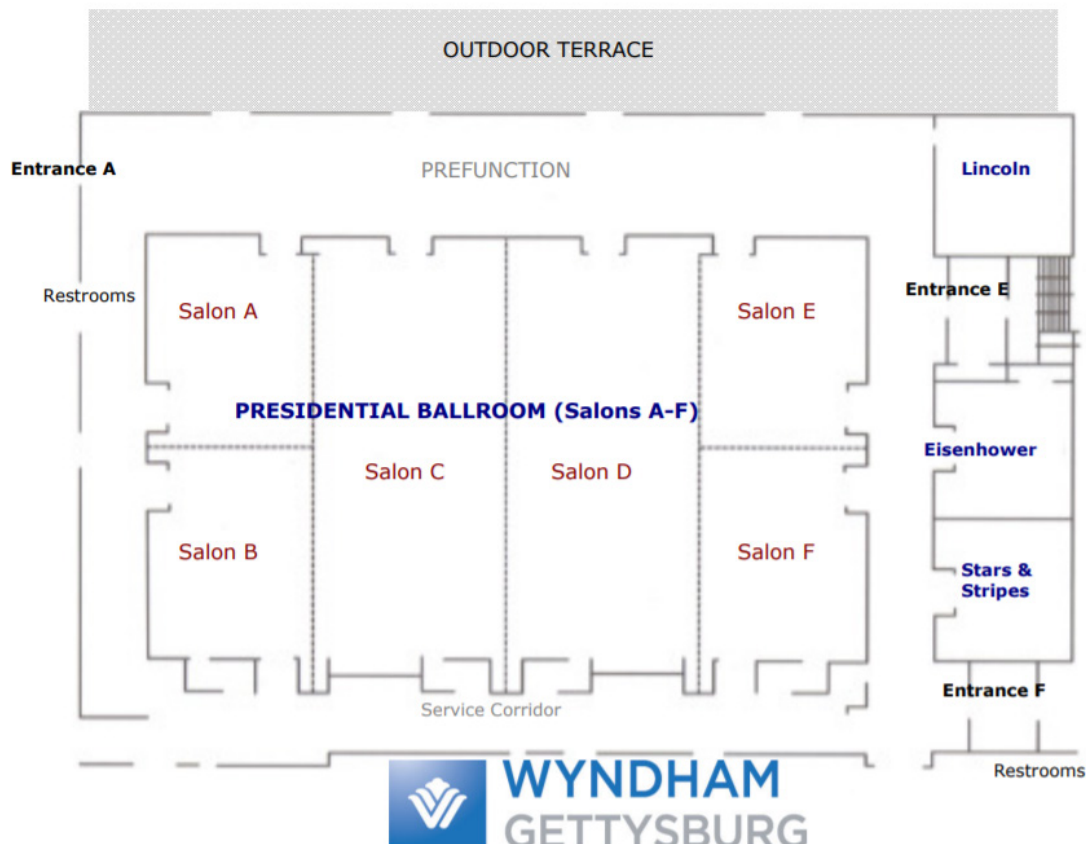 OUTDOOR TERRACE
Entrance A
PREFUNCTION
Lincoln
Restrooms
Entrance E
Salon A
Salon E
PRESIDENTIAL BALLROOM (Salons A-F)
Salon C
Salon D
Eisenhower
Salon B
Salon F
Stars &
Stripes
Entrance F
Service Corridor
Restrooms
WYNDHAM
GETTYSBURG